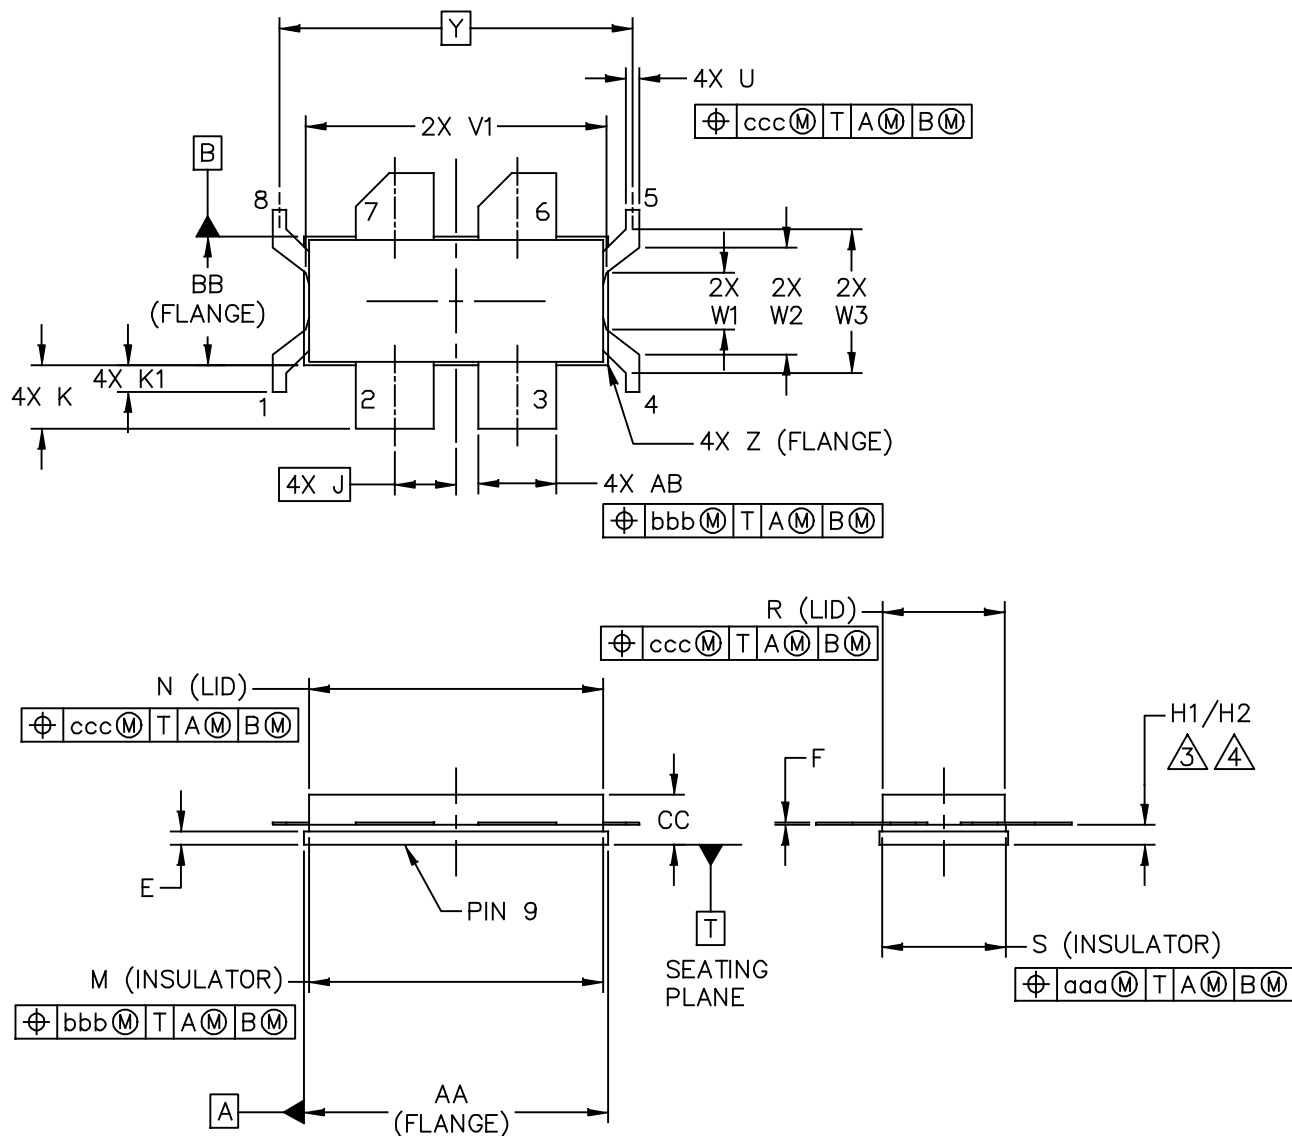 Y
4X U
⌖ ccc Ⓜ T A Ⓜ B Ⓜ
2X V1
B
8
7
6
5
BB
(FLANGE)
2X
W1
2X
W2
2X
W3
4X K
4X K1
1
2
3
4
4X Z (FLANGE)
4X J
4X AB
⌖ bbb Ⓜ T A Ⓜ B Ⓜ
R (LID)
⌖ ccc Ⓜ T A Ⓜ B Ⓜ
N (LID)
⌖ ccc Ⓜ T A Ⓜ B Ⓜ
H1/H2
3 4
F
CC
E
PIN 9
T
SEATING
PLANE
S (INSULATOR)
⌖ aaa Ⓜ T A Ⓜ B Ⓜ
M (INSULATOR)
⌖ bbb Ⓜ T A Ⓜ B Ⓜ
A
AA
(FLANGE)